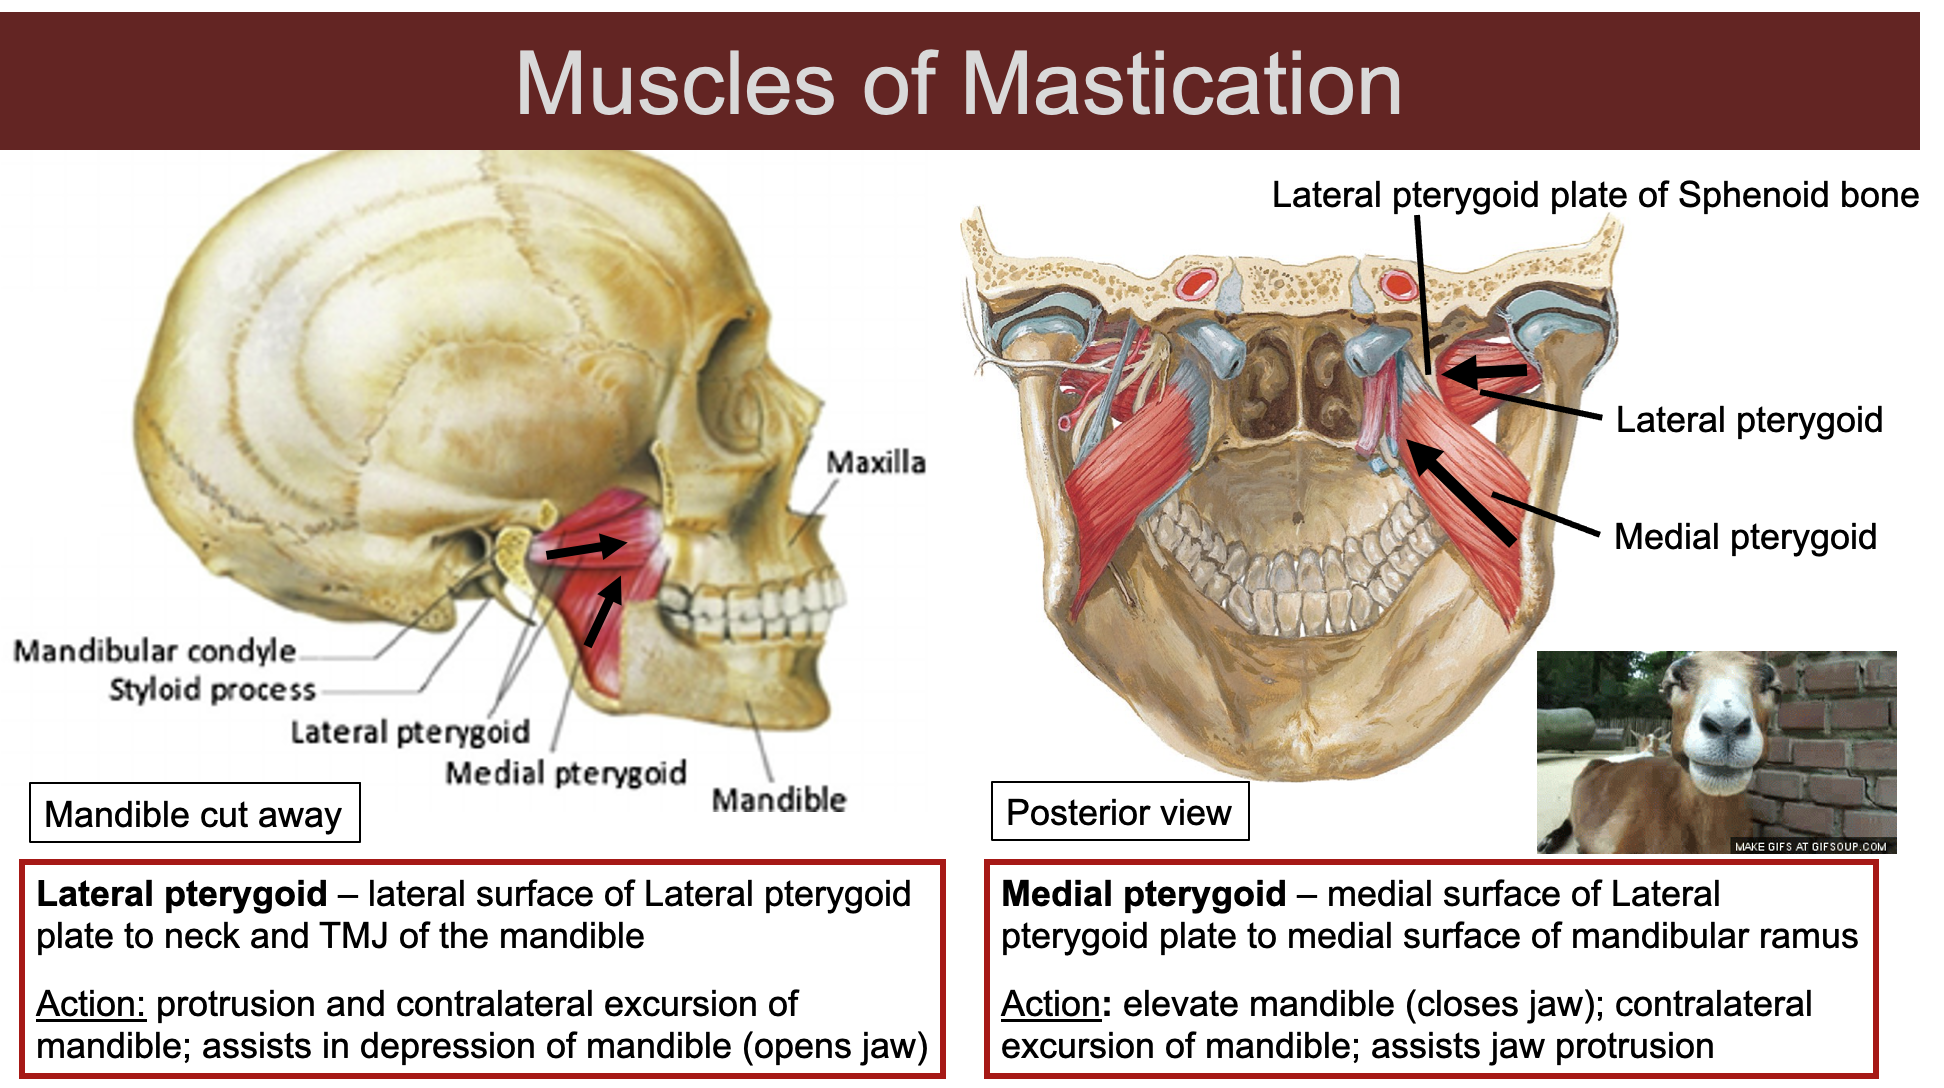 Muscles of Mastication
Lateral pterygoid plate of Sphenoid bone
Maxilla
Mandibular condyle
Styloid process
Lateral pterygoid
Medial pterygoid
Mandible
Mandible cut away
Lateral pterygoid
Medial pterygoid
Posterior view
MAKE GIFS AT GIFSOUP.COM
Lateral pterygoid – lateral surface of Lateral pterygoid
plate to neck and TMJ of the mandible
Action: protrusion and contralateral excursion of
mandible; assists in depression of mandible (opens jaw)
Medial pterygoid – medial surface of Lateral
pterygoid plate to medial surface of mandibular ramus
Action: elevate mandible (closes jaw); contralateral
excursion of mandible; assists jaw protrusion